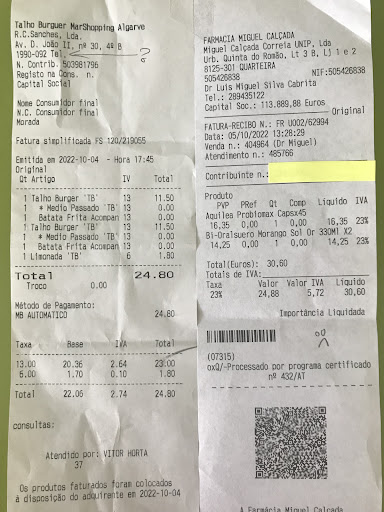 Talho Burguer MarShopping Algarve
R.C.Sanches, Lda.
Av. D. João II, nº 30, 4º B
1990-092 Tel.
N. Contrib. 503981796
Registo na Cons. n.
Capital Social
Original
Nome Consumidor final
N.C. Consumidor final
Morada
Fatura simplificada FS 120/219055
Emitida em 2022-10-04 - Hora 17:45
Original
Qt Artigo IV Total
1 Talho Burger 'TB' 13 11.50
1 * Medio Passado 'TB' 13 0.00
1 Batata Frita Acompan 13 0.00
1 Talho Burger 'TB' 13 11.50
1 * Medio Passado 'TB' 13 0.00
1 Batata Frita Acompan 13 0.00
1 Limonada 'TB' 6 1.80
Total 24.80
Troco 0.00
Método de Pagamento:
MB AUTOMATICO 24.80
Taxa Base IVA Total
13.00 20.36 2.64 23.00
6.00 1.70 0.10 1.80
Total: 22.06 2.74 24.80
consultas:
Atendido por: VITOR HORTA
37
Os produtos faturados foram colocados
à disposição do adquirente em 2022-10-04
FARMACIA MIGUEL CALÇADA
Miguel Calçada Correia UNIP, Lda
Urb. Quinta do Romão, Lt 3 B, Lj 1 e 2
8125-301 QUARTEIRA
505426838 NIF:505426838
Dr Luis Miguel Silva Cabrita
Tel.: 289435122
Capital Soc.: 113.889,88 Euros
Original
FATURA-RECIBO N.: FR U002/62994
DATA: 05/10/2022 13:28:29
Venda n.: 404964 (Dr Miguel)
Atendimento n.: 485766
Contribuinte n.:
Produto
PVP PRef Qt Comp Líquido IVA
Aquilea Probiomax Capsx45
16,35 0,00 1 0,00 16,35 23%
Bi-Oralsuero Morango Sol Or 330Ml X2
14,25 0,00 1 0,00 14,25 23%
Total(Euros): 30,60
Totais de IVA:
Taxa Valor Valor IVA Líquido
23% 24,88 5,72 30,60
Importância Liquidada
(07315)
oxQ/-Processado por programa certificado
nº 432/AT
A Farmácia Miguel Calçada